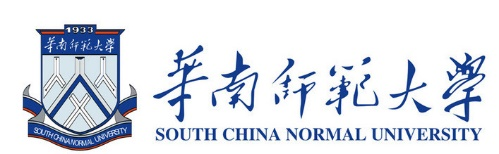 1933
華南師範大學
SOUTH CHINA NORMAL UNIVERSITY
華南師範大學
SOUTH CHINA NORMAL UNIVERSITY